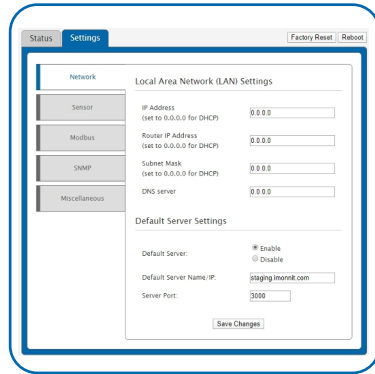 Status Settings Factory Reset Reboot
Network
Sensor
Modbus
SNMP
Miscellaneous
Local Area Network (LAN) Settings
IP Address
(set to 0.0.0.0 for DHCP) 0.0.0.0
Router IP Address
(set to 0.0.0.0 for DHCP) 0.0.0.0
Subnet Mask
(set to 0.0.0.0 for DHCP) 0.0.0.0
DNS server 0.0.0.0
Default Server Settings
Default Server: Enable
Disable
Default Server Name/IP: staging.imonnit.com
Server Port: 3000
Save Changes